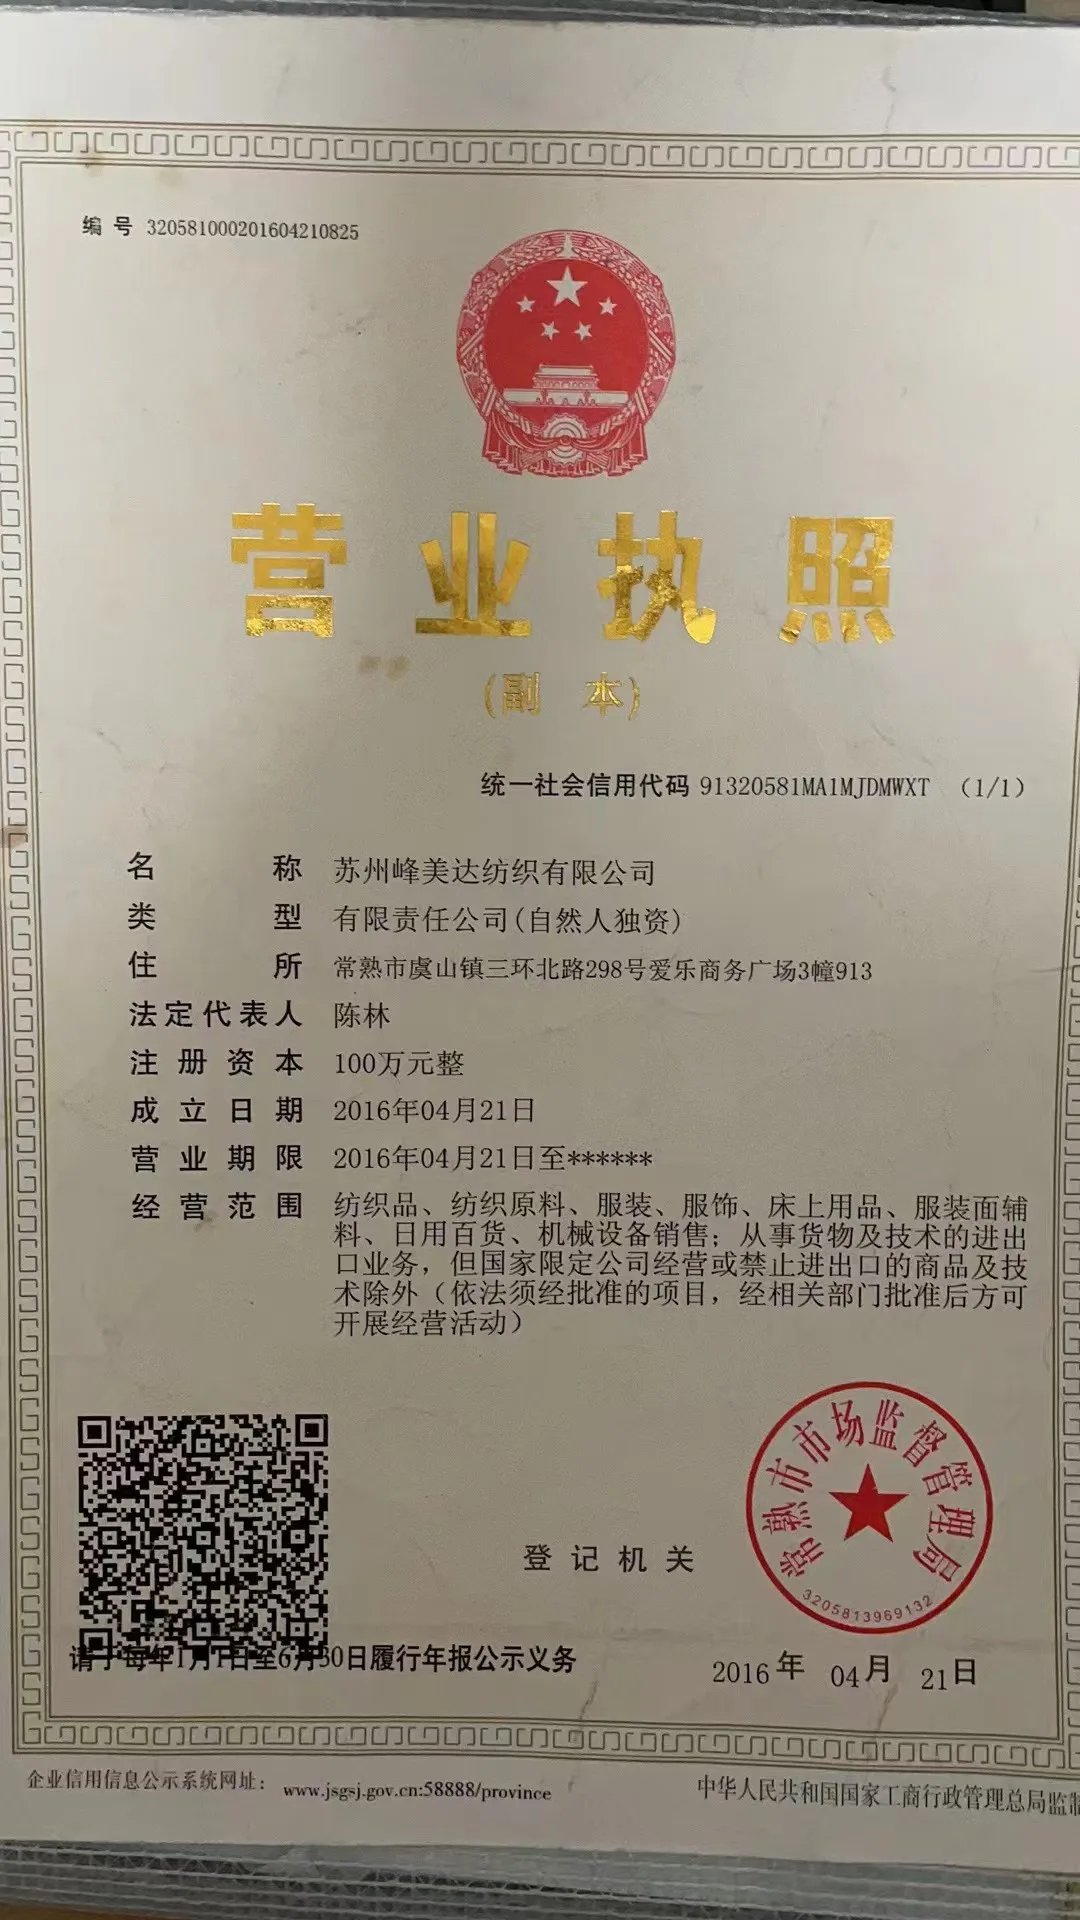 编 号 320581000201604210825
营业执照
(副 本)
统一社会信用代码 91320581MA1MJDMWXT （1/1）
名 称 苏州峰美达纺织有限公司
类 型 有限责任公司(自然人独资)
住 所 常熟市虞山镇三环北路298号爱乐商务广场3幢913
法定代表人 陈林
注册资本 100万元整
成立日期 2016年04月21日
营业期限 2016年04月21日至******
经营范围 纺织品、纺织原料、服装、服饰、床上用品、服装面辅
料、日用百货、机械设备销售；从事货物及技术的进出
口业务，但国家限定公司经营或禁止进出口的商品及技
术除外（依法须经批准的项目，经相关部门批准后方可
开展经营活动）
常熟市市场监督管理局
3205813969132
登记机关
请于每年1月1日至6月30日履行年报公示义务
2016年 04月 21日
企业信用信息公示系统网址： www.jsgsj.gov.cn:58888/province
中华人民共和国国家工商行政管理总局监制